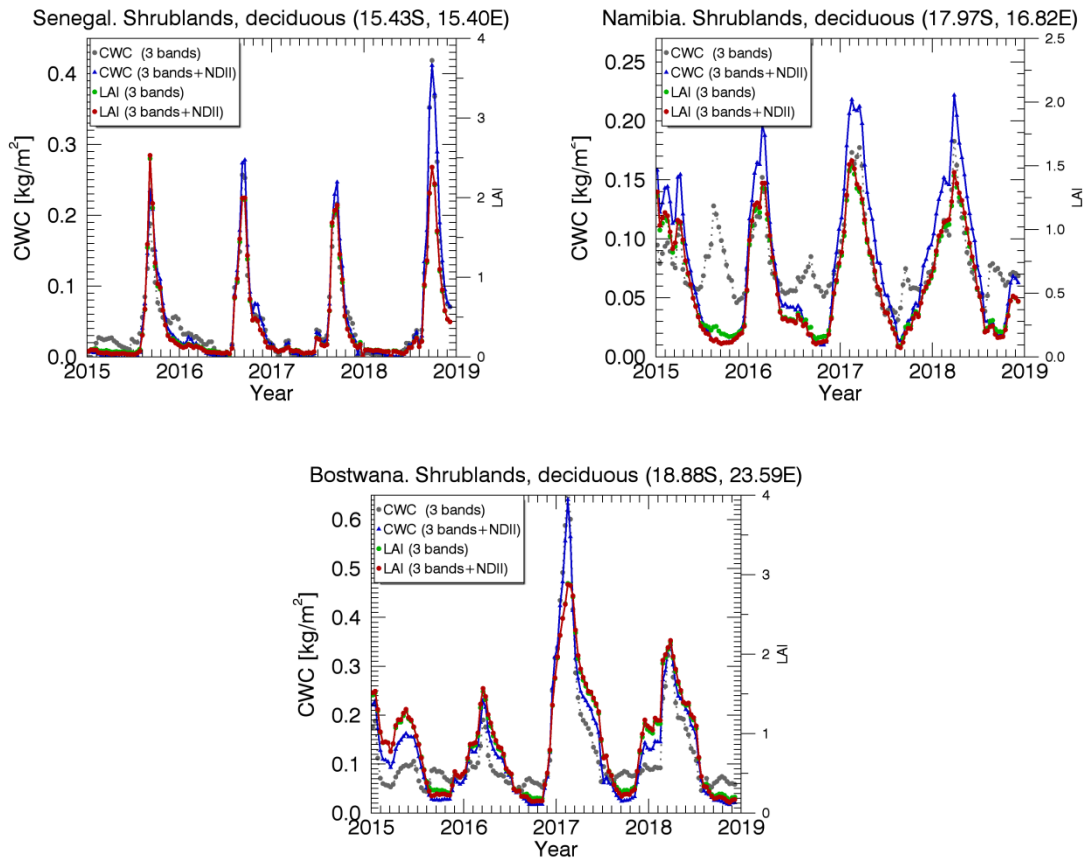 Senegal. Shrublands, deciduous (15.43S, 15.40E)
CWC (3 bands)
CWC (3 bands+NDII)
LAI (3 bands)
LAI (3 bands+NDII)
CWC [kg/m²]
0.4
0.3
0.2
0.1
0.0
4
3
2
1
0
LAI
2015 2016 2017 2018 2019
Year
Namibia. Shrublands, deciduous (17.97S, 16.82E)
CWC (3 bands)
CWC (3 bands+NDII)
LAI (3 bands)
LAI (3 bands+NDII)
CWC [kg/m²]
0.25
0.20
0.15
0.10
0.05
0.00
2.5
2.0
1.5
1.0
0.5
0.0
LAI
2015 2016 2017 2018 2019
Year
Bostwana. Shrublands, deciduous (18.88S, 23.59E)
CWC (3 bands)
CWC (3 bands+NDII)
LAI (3 bands)
LAI (3 bands+NDII)
CWC [kg/m²]
0.6
0.5
0.4
0.3
0.2
0.1
0.0
4
3
2
1
0
LAI
2015 2016 2017 2018 2019
Year